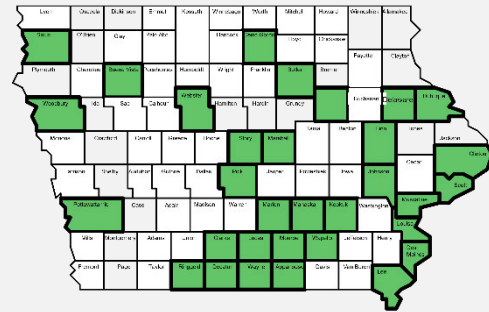 Lyon Osceola Dickinson Emmet Kossuth Winnebago Worth Mitchell Howard Winneshiek Allamakee
Sioux O'Brien Clay Palo Alto Hancock Cerro Gordo Floyd Chickasaw
Fayette Clayton
Plymouth Cherokee Buena Vista Pocahontas Humboldt Wright Franklin Butler Bremer
Woodbury Ida Sac Calhoun Webster Hamilton Hardin Grundy Buchanan Delaware Dubuque
Monona Crawford Carroll Greene Boone Story Marshall Tama Benton Linn Jones Jackson
Clinton
Harrison Shelby Audubon Guthrie Dallas Polk Jasper Poweshiek Iowa Johnson Cedar
Scott
Muscatine
Pottawattamie Cass Adair Madison Warren Marion Mahaska Keokuk Washington
Louisa
Mills Montgomery Adams Union Clarke Lucas Monroe Wapello Jefferson Henry Des
Moines
Fremont Page Taylor Ringgold Decatur Wayne Appanoose Davis Van Buren Lee